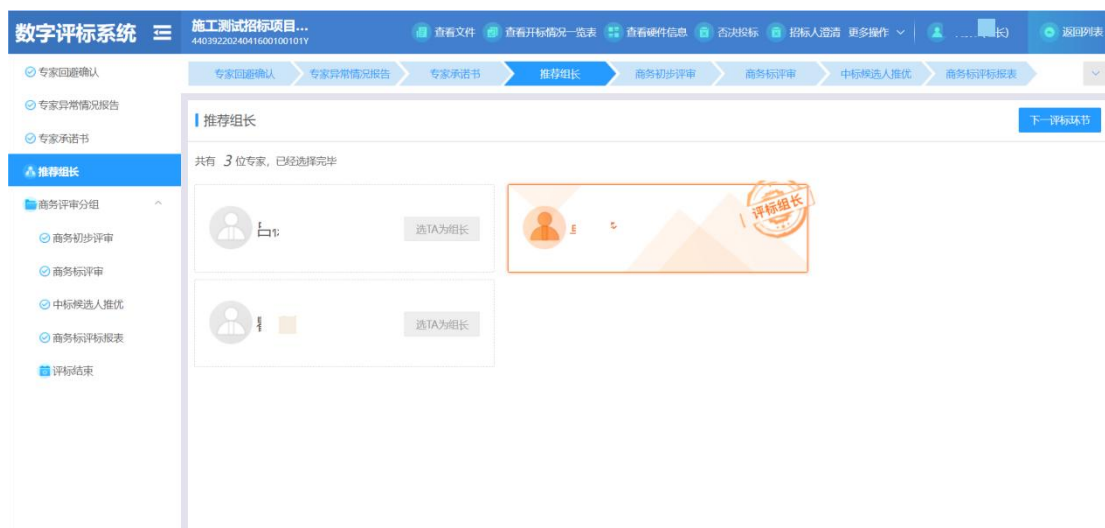 数字评标系统
施工测试招标项目...
4403922024041600100101Y
查看文件 查看开标情况一览表 查看硬件信息 否决投标 招标人澄清 更多操作 长) 返回列表
专家回避确认 专家异常情况报告 专家承诺书 推荐组长 商务初步评审 商务标评审 中标候选人推优 商务标评标报表
专家回避确认
专家异常情况报告
专家承诺书
推荐组长
商务评审分组
商务初步评审
商务标评审
中标候选人推优
商务标评标报表
评标结束
推荐组长 下一评标环节
共有 3 位专家，已经选择完毕
选TA为组长
评标组长
选TA为组长